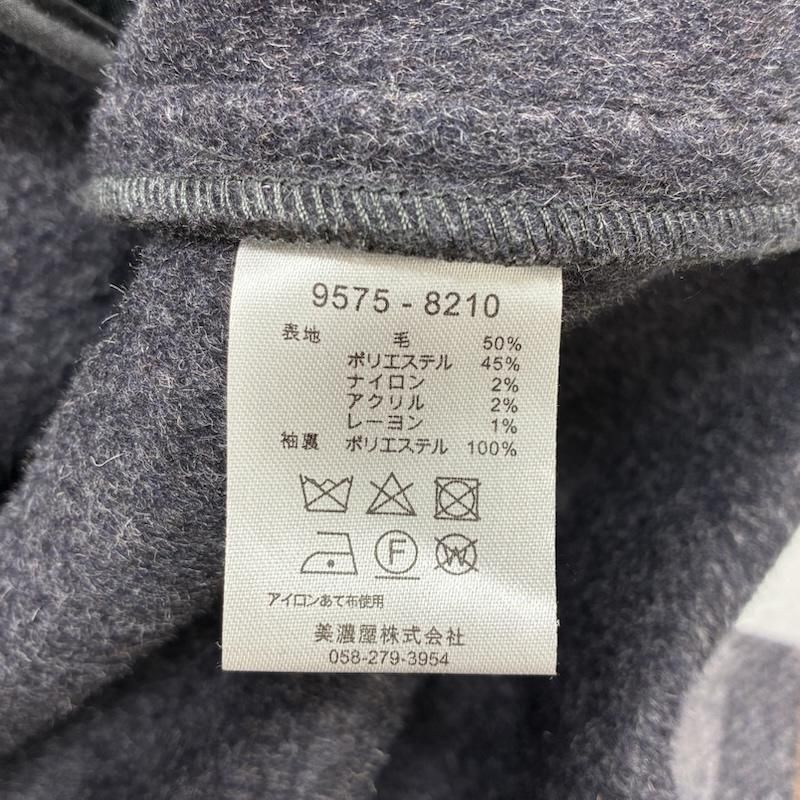 9575 - 8210
表地 毛 50%
ポリエステル 45%
ナイロン 2%
アクリル 2%
レーヨン 1%
袖裏 ポリエステル 100%
F W
アイロンあて布使用
美濃屋株式会社
058-279-3954